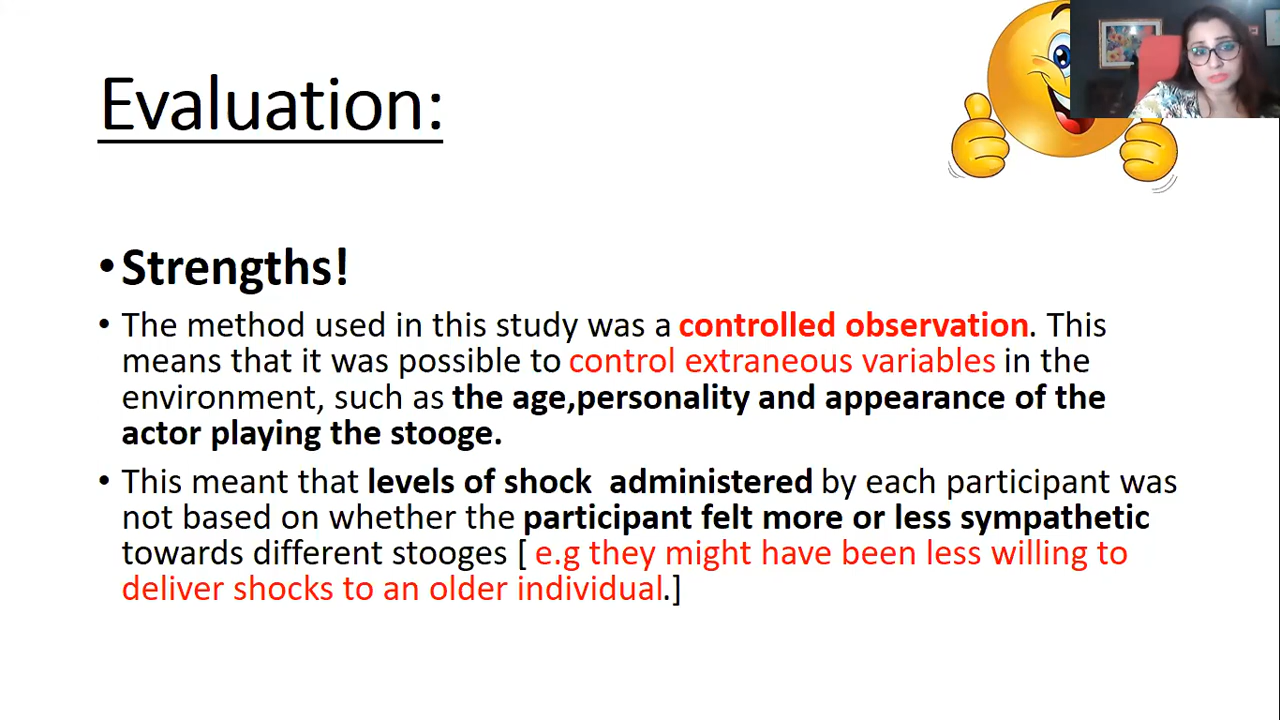 Evaluation:
•Strengths!
• The method used in this study was a controlled observation. This
means that it was possible to control extraneous variables in the
environment, such as the age,personality and appearance of the
actor playing the stooge.
• This meant that levels of shock  administered by each participant was
not based on whether the participant felt more or less sympathetic
towards different stooges [ e.g they might have been less willing to
deliver shocks to an older individual.]